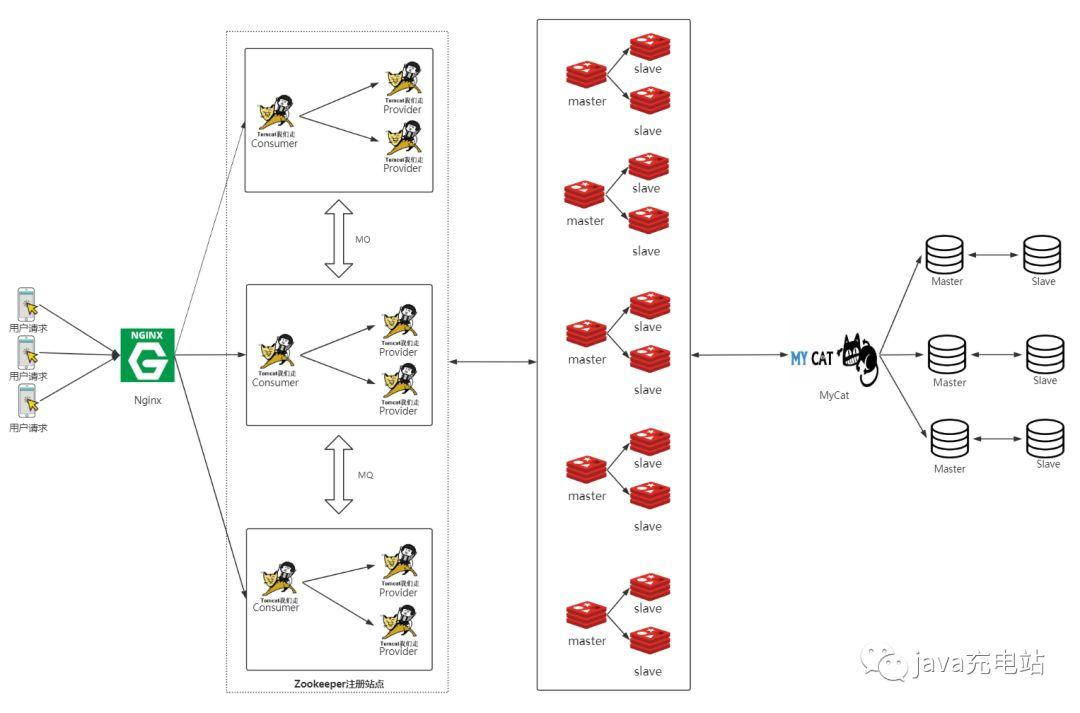 用户请求
用户请求
用户请求
NGINX
Nginx
Tomcat我们走
Consumer
Tomcat我们走
Provider
Tomcat我们走
Provider
MO
Tomcat我们走
Consumer
Tomcat我们走
Provider
Tomcat我们走
Provider
MQ
Tomcat我们走
Consumer
Tomcat我们走
Provider
Tomcat我们走
Provider
Zookeeper注册站点
master
slave
slave
master
slave
slave
master
slave
slave
master
slave
slave
master
slave
slave
MY CAT
MyCat
Master
Slave
Master
Slave
Master
Slave
java充电站